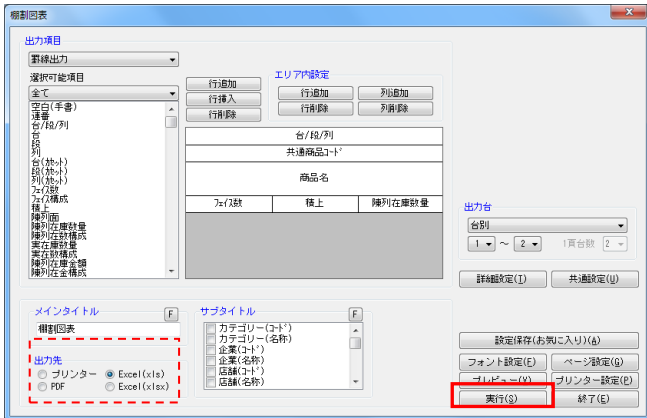 棚割図表
出力項目
罫線出力
選択可能項目
全て
空白(手書)
連番
台/段/列
台
段
列
台(ｶｾｯﾄ)
段(ｶｾｯﾄ)
列(ｶｾｯﾄ)
ﾌｪｲｽ数
ﾌｪｲｽ構成
積上
陳列面
陳列在庫数量
陳列在数構成
実在庫数量
実在数構成
陳列在庫金額
陳列在金構成
行追加
行挿入
行削除
エリア内設定
行追加
列追加
行削除
列削除
台/段/列
共通商品ｺｰﾄﾞ
商品名
ﾌｪｲｽ数
積上
陳列在庫数量
出力台
台別
1 ～ 2
1頁台数 2
詳細設定(I)
共通設定(U)
メインタイトル
F
棚割図表
出力先
プリンター
Excel(xls)
PDF
Excel(xlsx)
サブタイトル
F
カテゴリー(ｺｰﾄﾞ)
カテゴリー(名称)
企業(ｺｰﾄﾞ)
企業(名称)
店舗(ｺｰﾄﾞ)
店舗(名称)
設定保存(お気に入り)(A)
フォント設定(F)
ページ設定(G)
プレビュー(V)
プリンター設定(P)
実行(S)
終了(E)